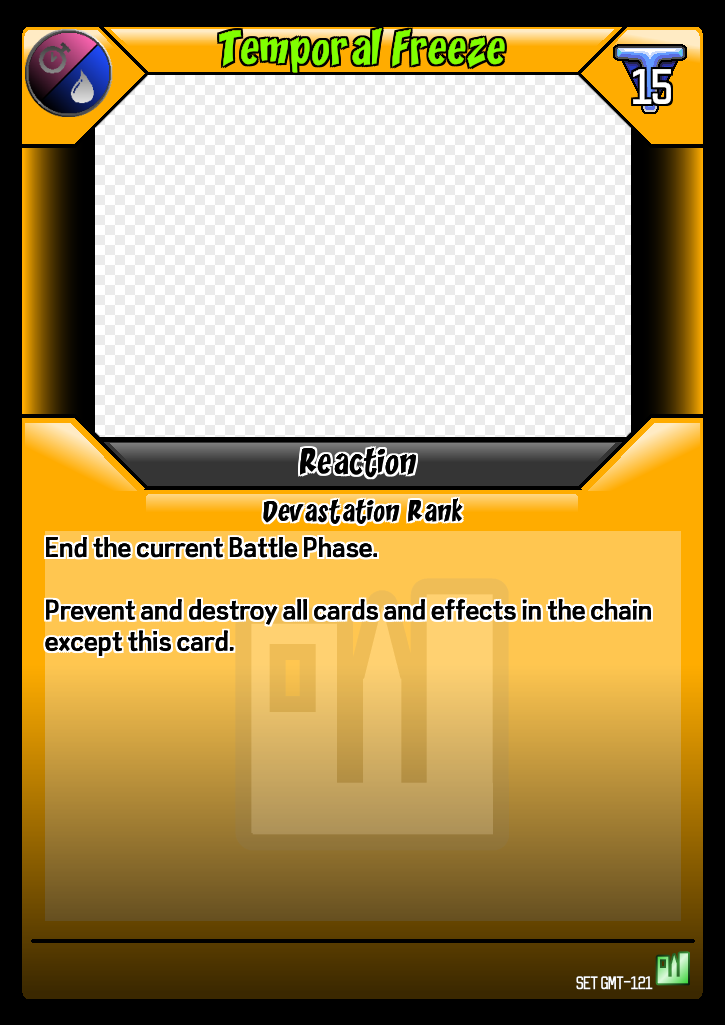 Temporal Freeze
15
Reaction
Devastation Rank
End the current Battle Phase.
Prevent and destroy all cards and effects in the chain
except this card.
SET GMT-121